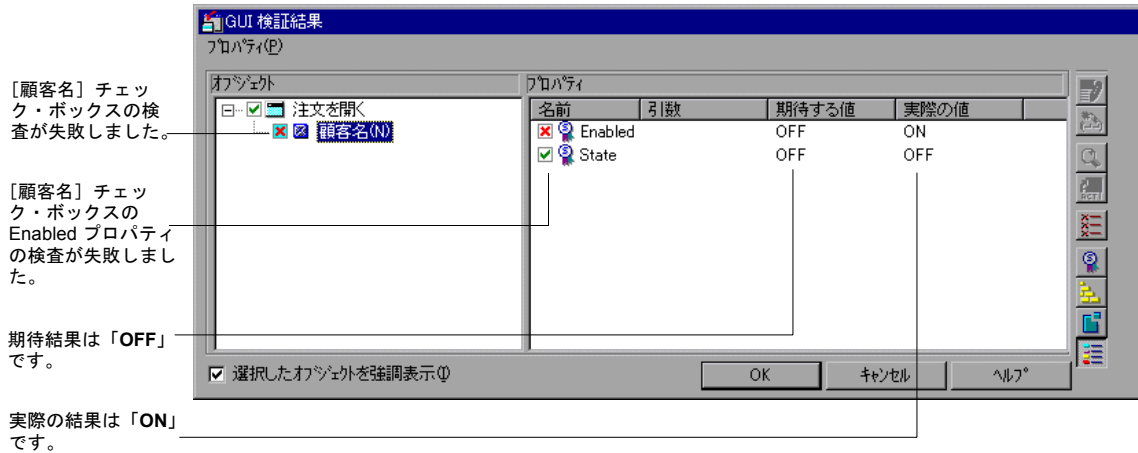 GUI 検証結果
プロパティ(P)
［顧客名］チェッ
ク・ボックスの検
査が失敗しました。
［顧客名］チェッ
ク・ボックスの
Enabled プロパティ
の検査が失敗しまし
た。
期待結果は「OFF」
です。
実際の結果は「ON」
です。
オブジェクト
注文を開く
顧客名(N)
プロパティ
名前 引数 期待する値 実際の値
Enabled OFF ON
State OFF OFF
選択したオブジェクトを強調表示(I)
OK キャンセル ヘルプ